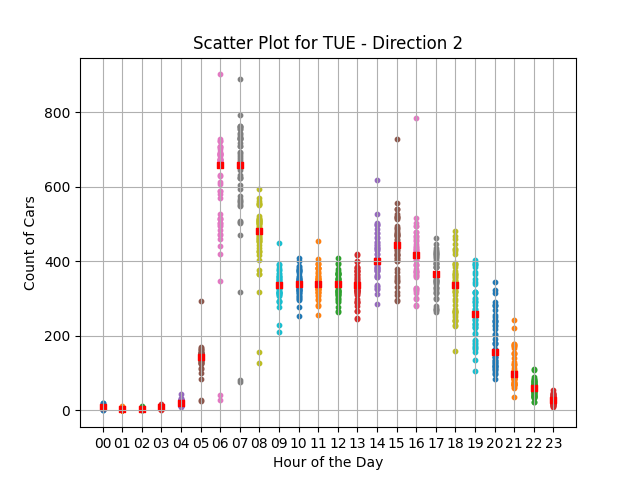 Scatter Plot for TUE - Direction 2
Count of Cars
800
600
400
200
0
00 01 02 03 04 05 06 07 08 09 10 11 12 13 14 15 16 17 18 19 20 21 22 23
Hour of the Day